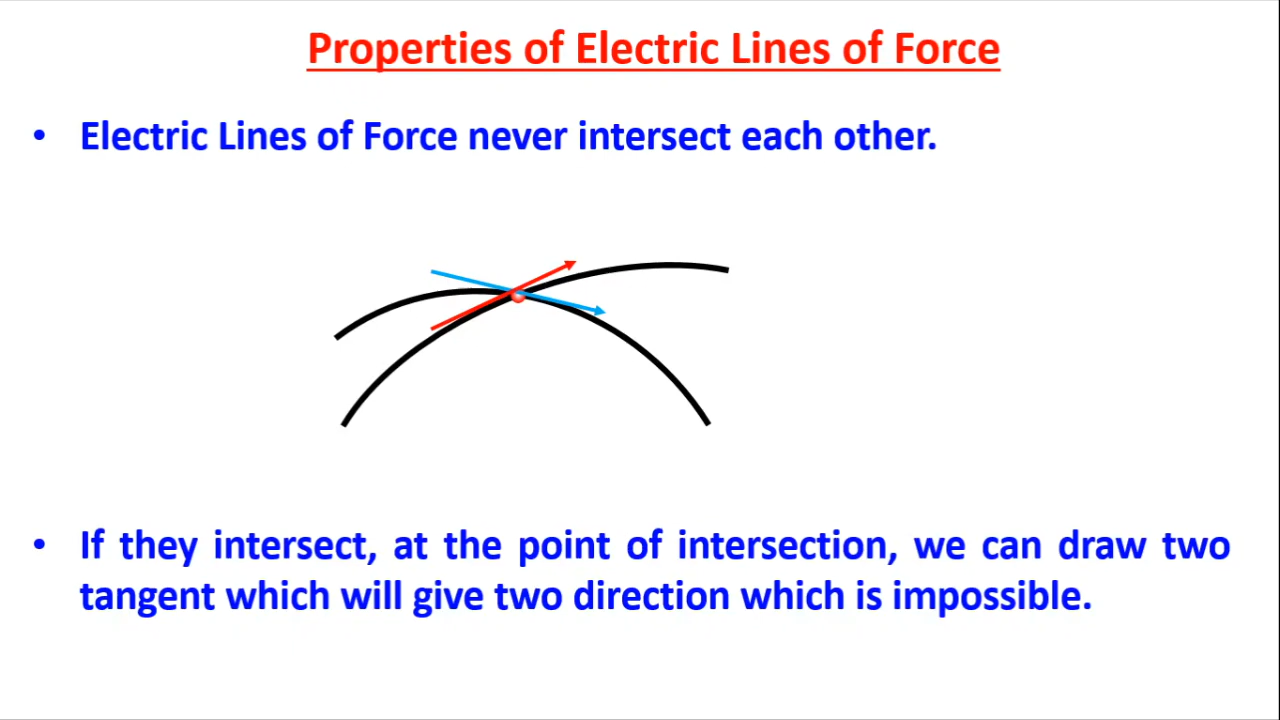 Properties of Electric Lines of Force
• Electric Lines of Force never intersect each other.
• If they intersect, at the point of intersection, we can draw two
tangent which will give two direction which is impossible.